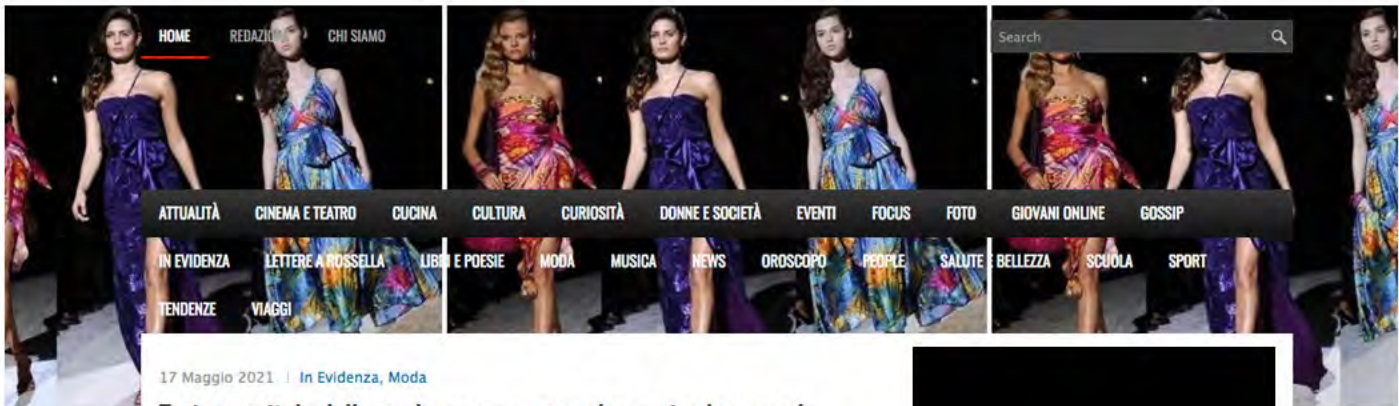 HOME REDAZIONE CHI SIAMO Search
ATTUALITÀ CINEMA E TEATRO CUCINA CULTURA CURIOSITÀ DONNE E SOCIETÀ EVENTI FOCUS FOTO GIOVANI ONLINE GOSSIP
IN EVIDENZA LETTERE A ROSSELLA LIBRI E POESIE MODA MUSICA NEWS OROSCOPO PEOPLE SALUTE E BELLEZZA SCUOLA SPORT
TENDENZE VIAGGI
17 Maggio 2021 | In Evidenza, Moda